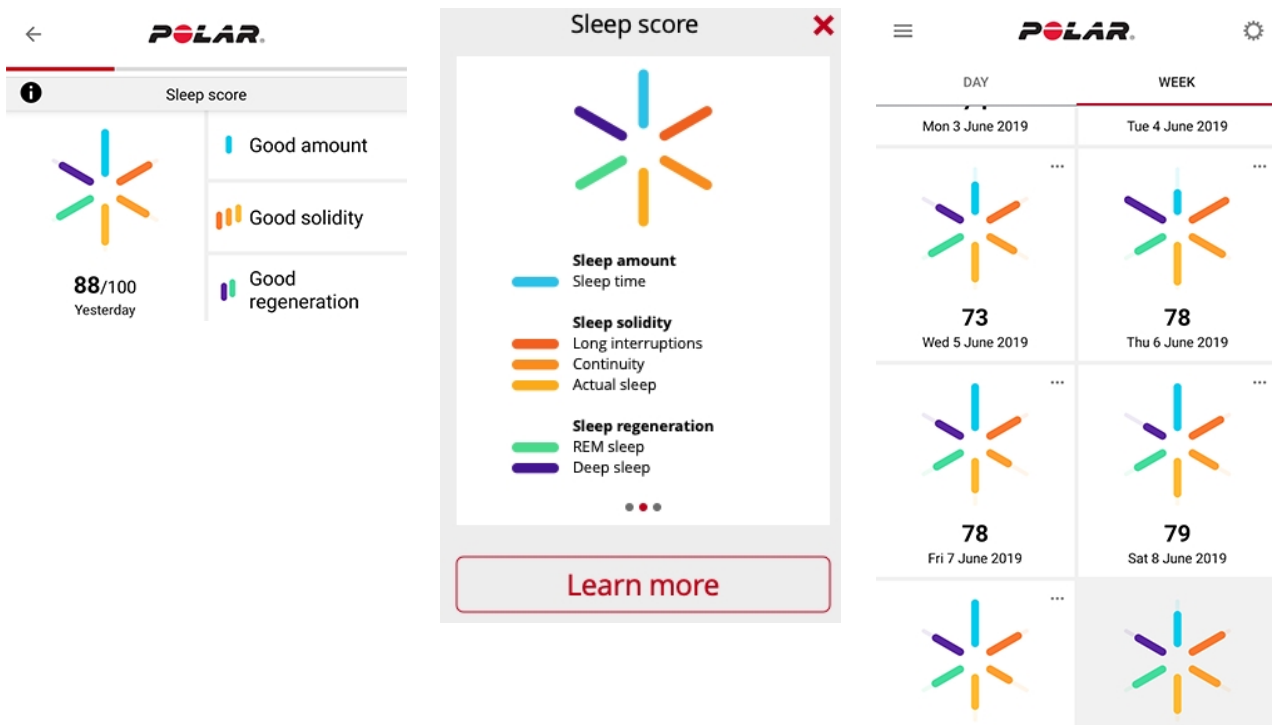 POLAR.
Sleep score
Good amount
Good solidity
Good
regeneration
88/100
Yesterday
Sleep score
Sleep amount
Sleep time
Sleep solidity
Long interruptions
Continuity
Actual sleep
Sleep regeneration
REM sleep
Deep sleep
Learn more
POLAR.
DAY
WEEK
Mon 3 June 2019
Tue 4 June 2019
73
Wed 5 June 2019
78
Thu 6 June 2019
78
Fri 7 June 2019
79
Sat 8 June 2019